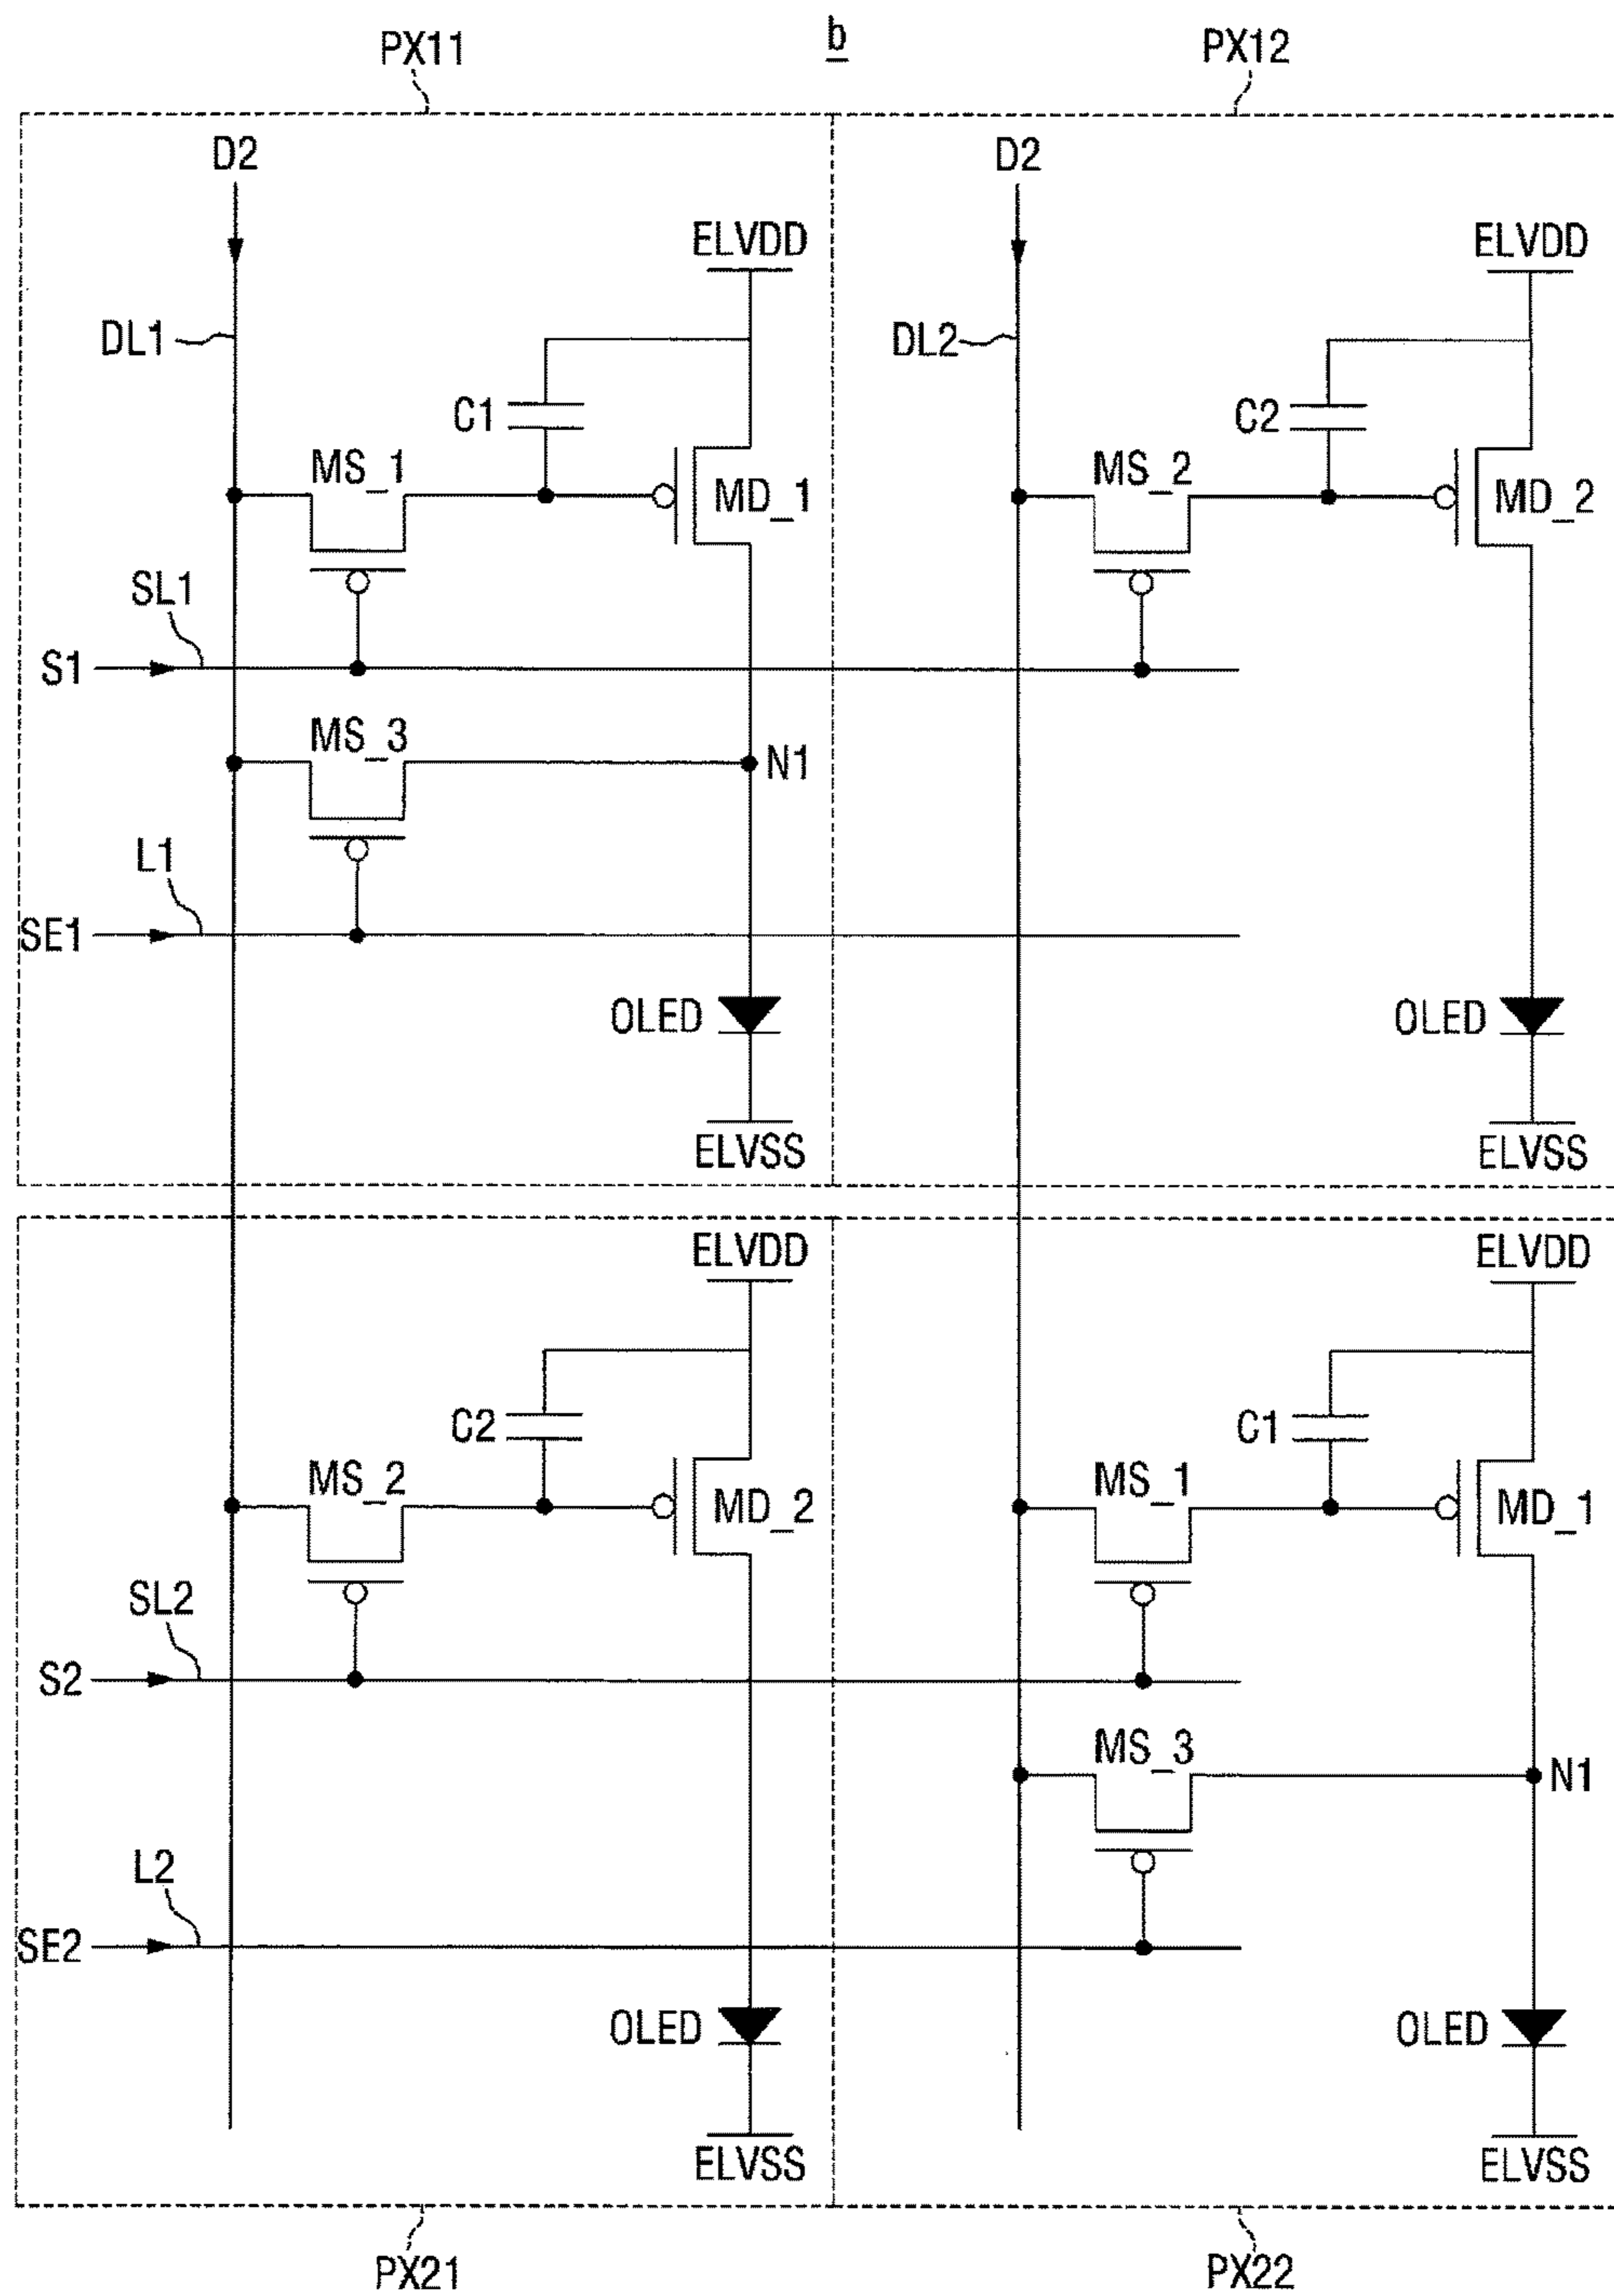 b
PX11 PX12
D2 D2
ELVDD ELVDD
DL1 DL2
C1 C2
MS_1 MD_1 MS_2 MD_2
SL1
S1
MS_3 N1
L1
SE1
OLED OLED
ELVSS ELVSS
ELVDD ELVDD
C2 C1
MS_2 MD_2 MS_1 MD_1
SL2
S2
MS_3 N1
L2
SE2
OLED OLED
ELVSS ELVSS
PX21 PX22